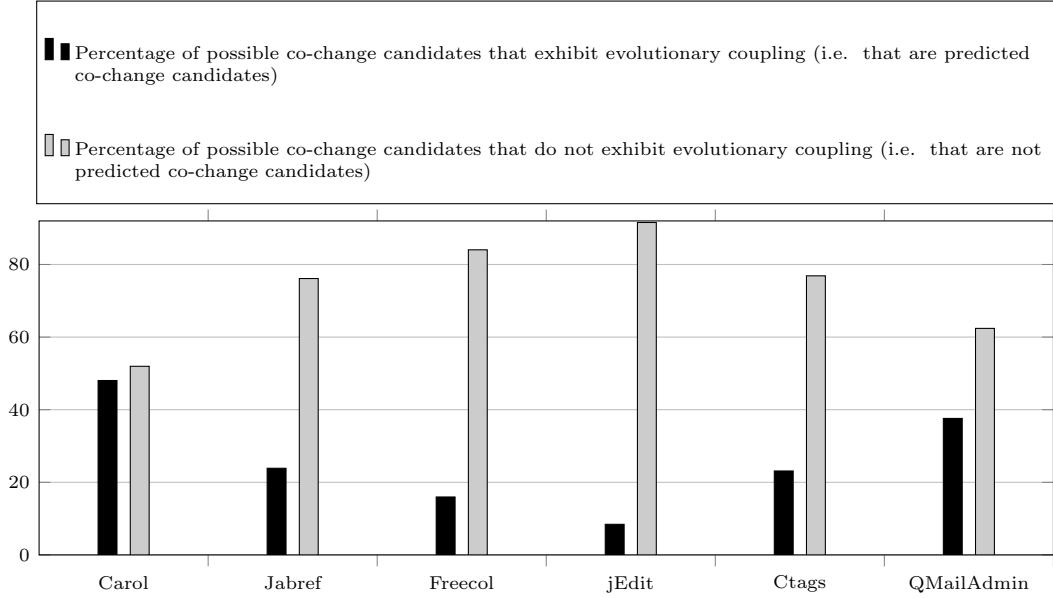 Percentage of possible co-change candidates that exhibit evolutionary coupling (i.e. that are predicted
co-change candidates)
Percentage of possible co-change candidates that do not exhibit evolutionary coupling (i.e. that are not
predicted co-change candidates)
80
60
40
20
0
Carol Jabref Freecol jEdit Ctags QMailAdmin